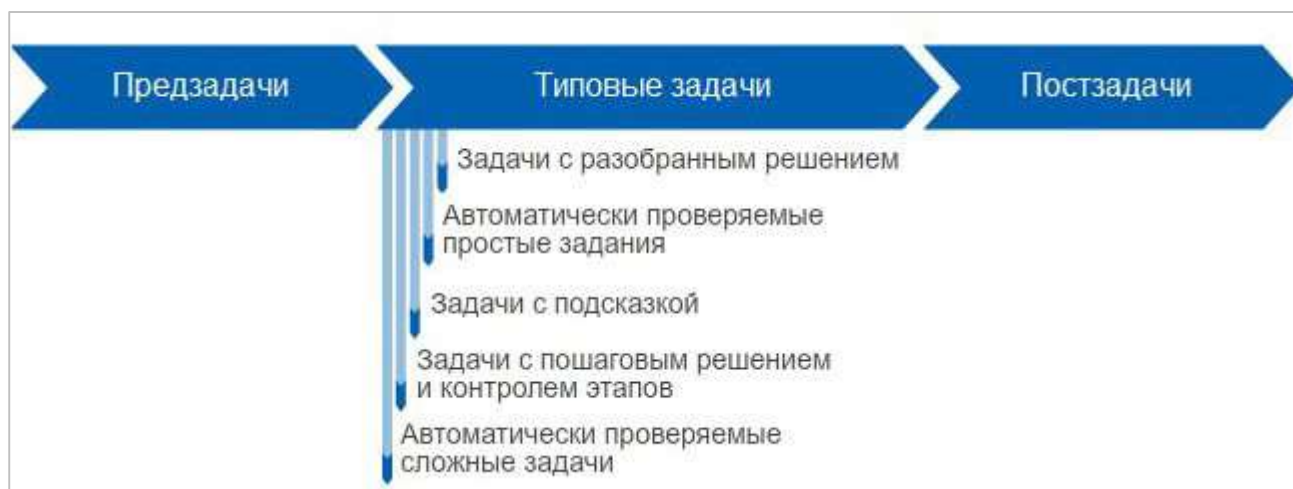 Предзадачи
Типовые задачи
Постзадачи
Задачи с разобранным решением
Автоматически проверяемые
простые задания
Задачи с подсказкой
Задачи с пошаговым решением
и контролем этапов
Автоматически проверяемые
сложные задачи